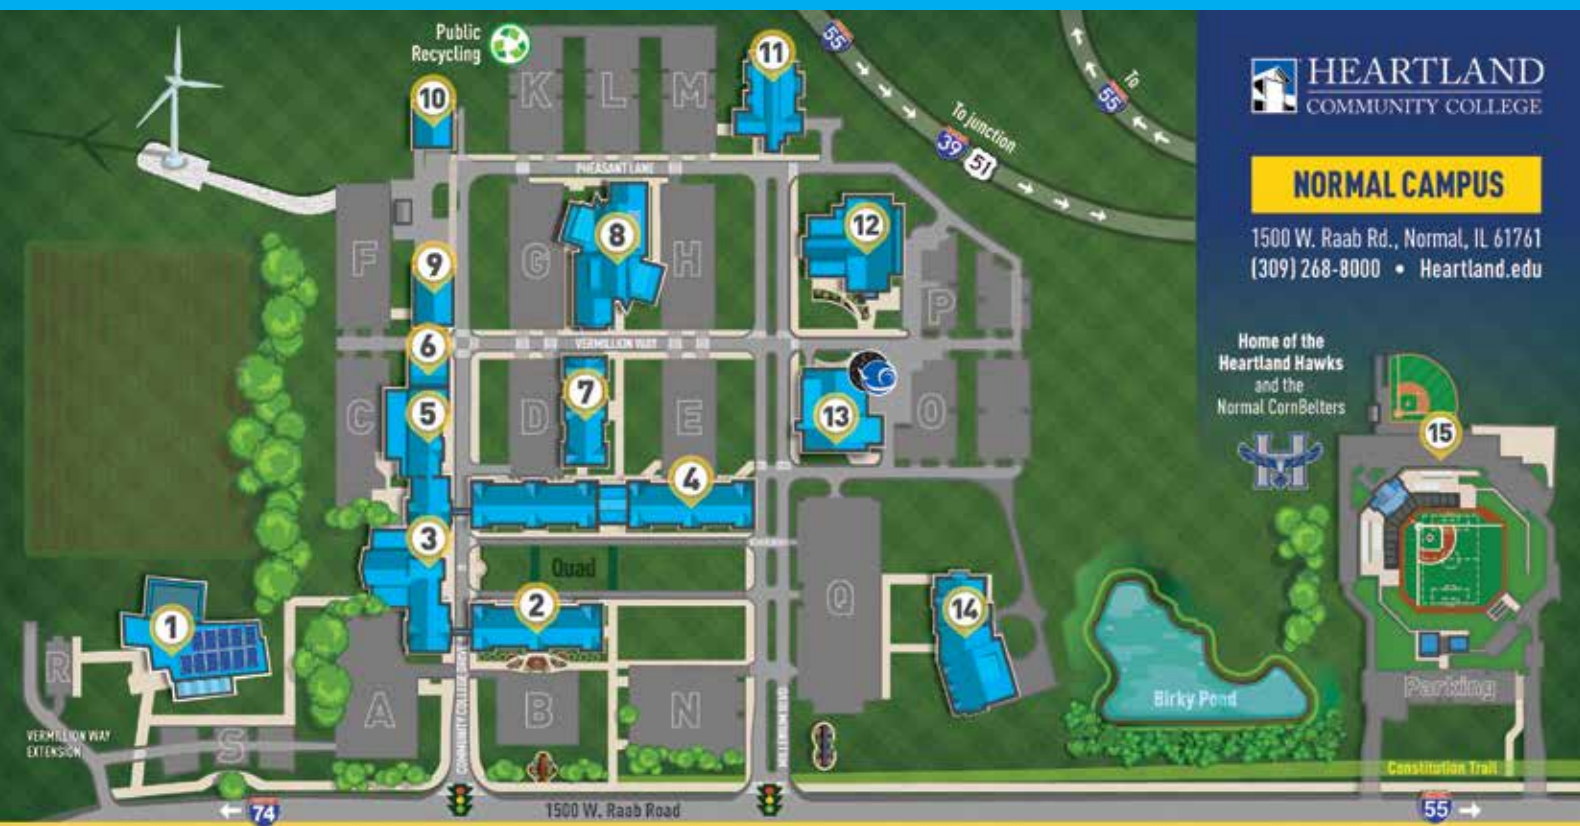 Public
Recycling
K
L
M
11
10
55
To
55
To junction
39
51
HEARTLAND
COMMUNITY COLLEGE
NORMAL CAMPUS
1500 W. Raab Rd., Normal, IL 61761
(309) 268-8000 • Heartland.edu
PHEASANT LANE
F
9
G
8
H
12
P
6
VERMILLION WAY
Home of the
Heartland Hawks
and the
Normal CornBelters
H
C
5
D
7
E
13
O
15
4
3
Quad
2
Q
14
1
R
A
B
N
S
VERMILLION WAY
EXTENSION
COMMUNITY COLLEGE DRIVE
Birky Pond
Parking
Constitution Trail
74
1500 W. Raab Road
55